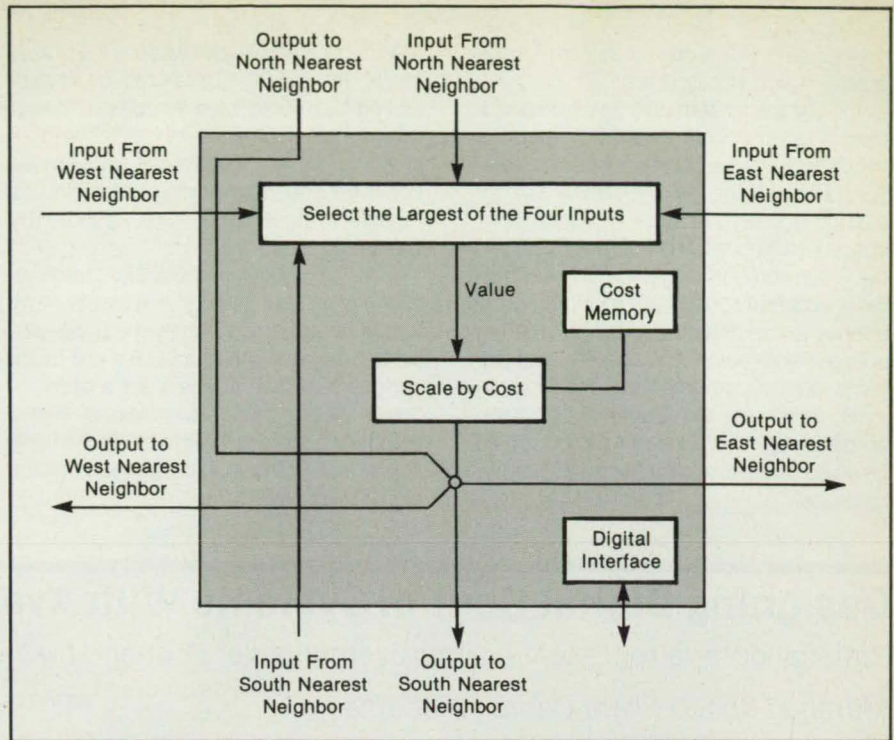 Output to
North Nearest
Neighbor
Input From
North Nearest
Neighbor
Input From
West Nearest
Neighbor
Input From
East Nearest
Neighbor
Select the Largest of the Four Inputs
Value
Cost
Memory
Scale by Cost
Output to
West Nearest
Neighbor
Output to
East Nearest
Neighbor
Digital
Interface
Input From
South Nearest
Neighbor
Output to
South Nearest
Neighbor